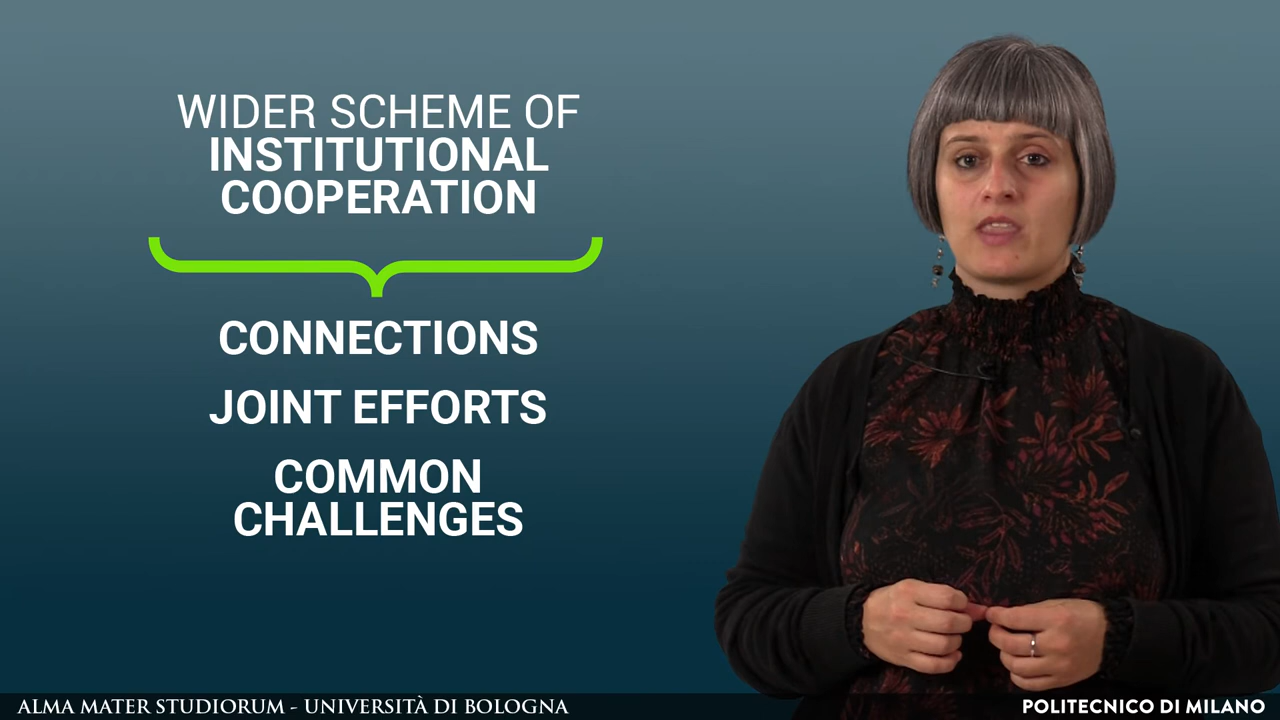 WIDER SCHEME OF
INSTITUTIONAL
COOPERATION
CONNECTIONS
JOINT EFFORTS
COMMON
CHALLENGES
ALMA MATER STUDIORUM - UNIVERSITÀ DI BOLOGNA
POLITECNICO DI MILANO